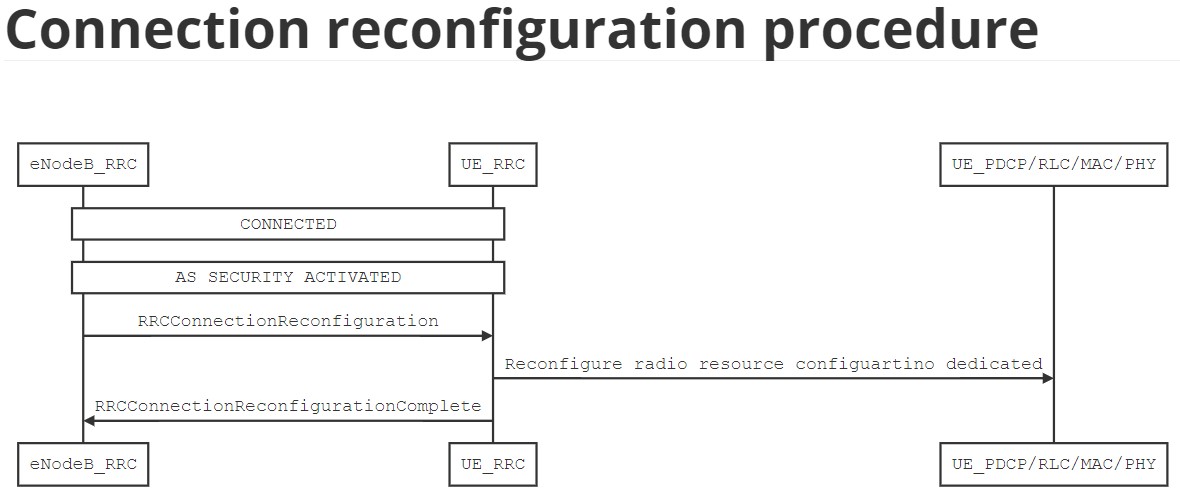 Connection reconfiguration procedure
eNodeB_RRC UE_RRC UE_PDCP/RLC/MAC/PHY
CONNECTED
AS SECURITY ACTIVATED
RRCConnectionReconfiguration
Reconfigure radio resource configuartino dedicated
RRCConnectionReconfigurationComplete
eNodeB_RRC UE_RRC UE_PDCP/RLC/MAC/PHY